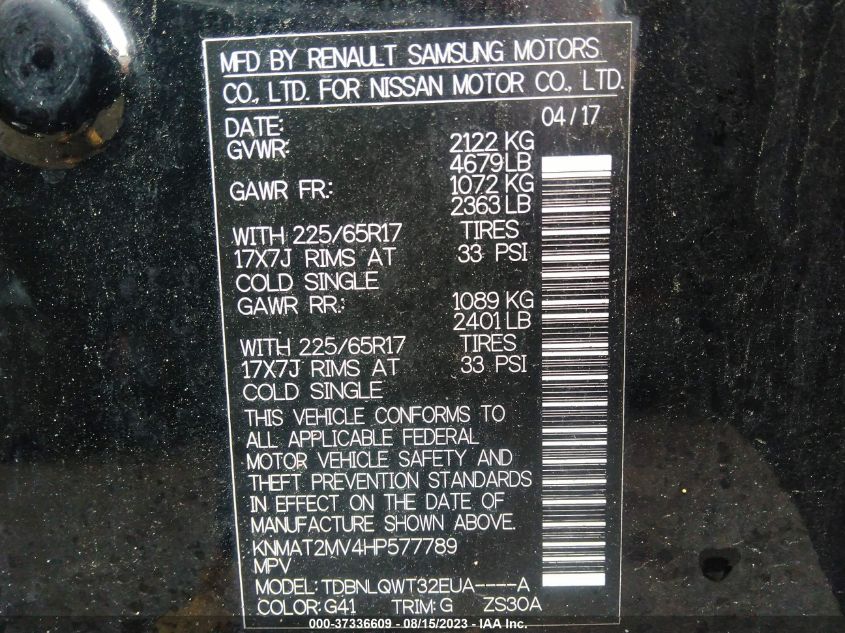 MFD BY RENAULT SAMSUNG MOTORS
CO., LTD. FOR NISSAN MOTOR CO., LTD.
DATE: 04/17
GVWR: 2122 KG
4679 LB
GAWR FR: 1072 KG
2363 LB
WITH 225/65R17 TIRES
17X7J RIMS AT 33 PSI
COLD SINGLE
GAWR RR: 1089 KG
2401 LB
WITH 225/65R17 TIRES
17X7J RIMS AT 33 PSI
COLD SINGLE
THIS VEHICLE CONFORMS TO
ALL APPLICABLE FEDERAL
MOTOR VEHICLE SAFETY AND
THEFT PREVENTION STANDARDS
IN EFFECT ON THE DATE OF
MANUFACTURE SHOWN ABOVE.
KNMAT2MV4HP577789
MPV
MODEL: TDBNLQWT32EUA----A
COLOR: G41 TRIM: G ZS30A
000-37336609 - 08/15/2023 - IAA Inc.